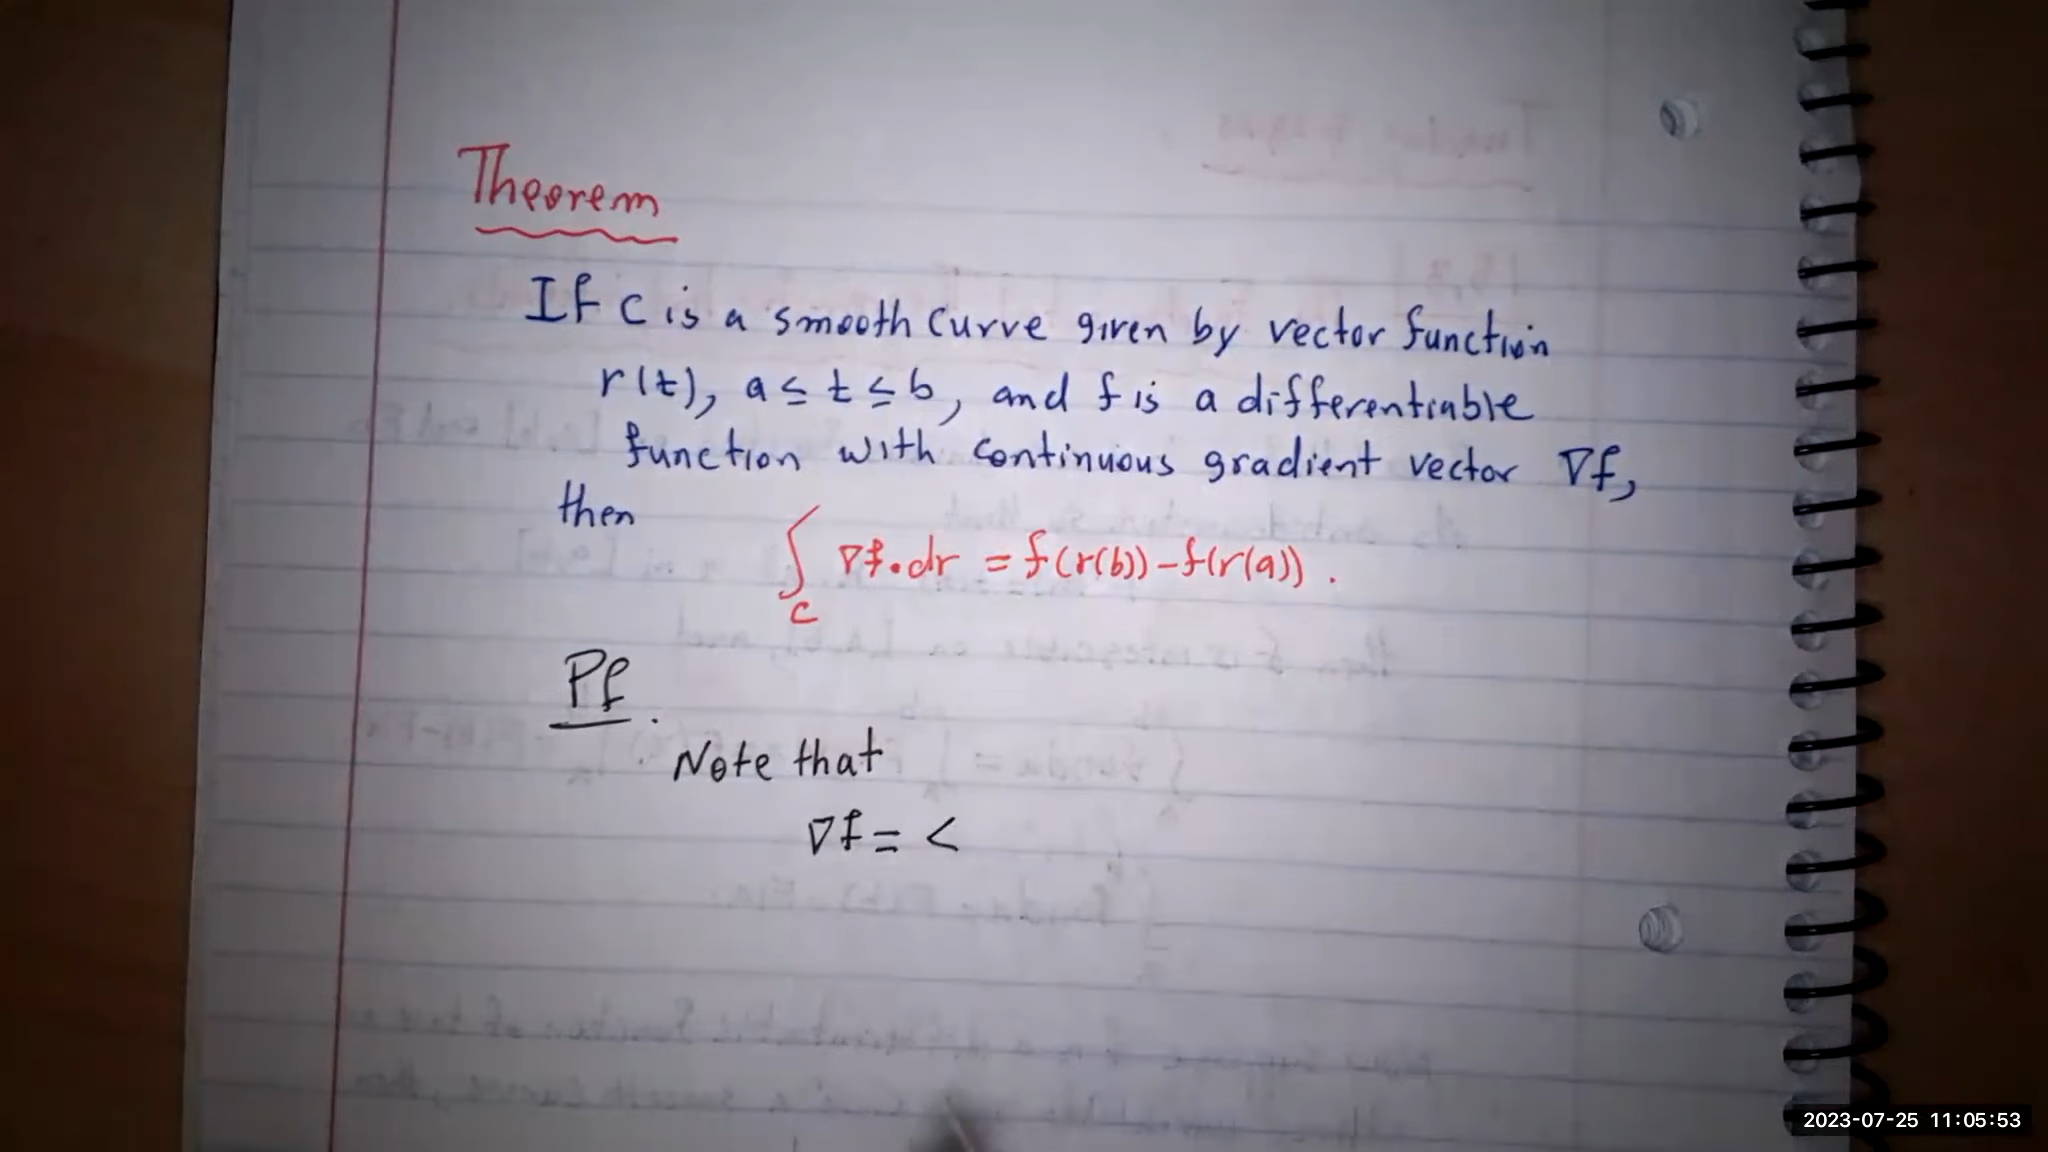 Theorem
If C is a smooth curve given by vector function
r(t), a ≤ t ≤ b, and f is a differentiable
function with continuous gradient vector ∇f,
then
∫_C ∇f · dr = f(r(b)) - f(r(a)).
Pf.
Note that
∇f = <
2023-07-25 11:05:53